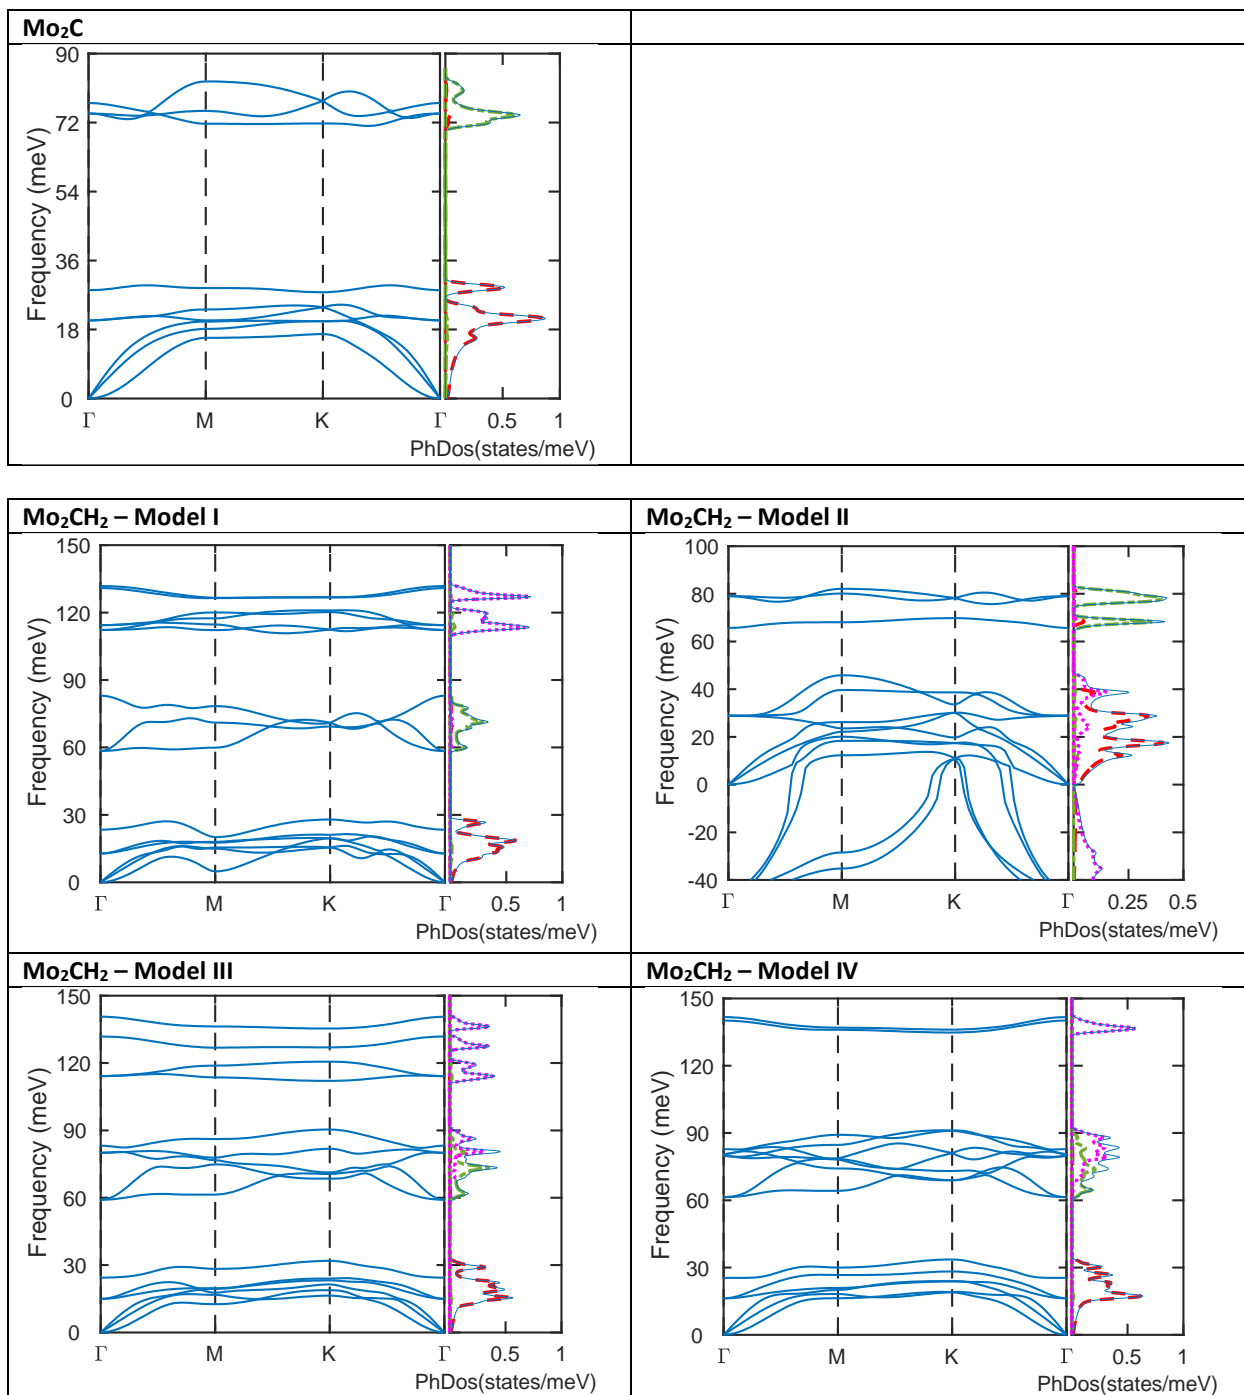 Mo₂C
90
72
54
36
18
0
Frequency (meV)
Γ M K Γ 0.5 1
PhDos(states/meV)
Mo₂CH₂ – Model I
150
120
90
60
30
0
Frequency (meV)
Γ M K Γ 0.5 1
PhDos(states/meV)
Mo₂CH₂ – Model II
100
80
60
40
20
0
-20
-40
Frequency (meV)
Γ M K Γ 0.25 0.5
PhDos(states/meV)
Mo₂CH₂ – Model III
150
120
90
60
30
0
Frequency (meV)
Γ M K Γ 0.5 1
PhDos(states/meV)
Mo₂CH₂ – Model IV
150
120
90
60
30
0
Frequency (meV)
Γ M K Γ 0.5 1
PhDos(states/meV)